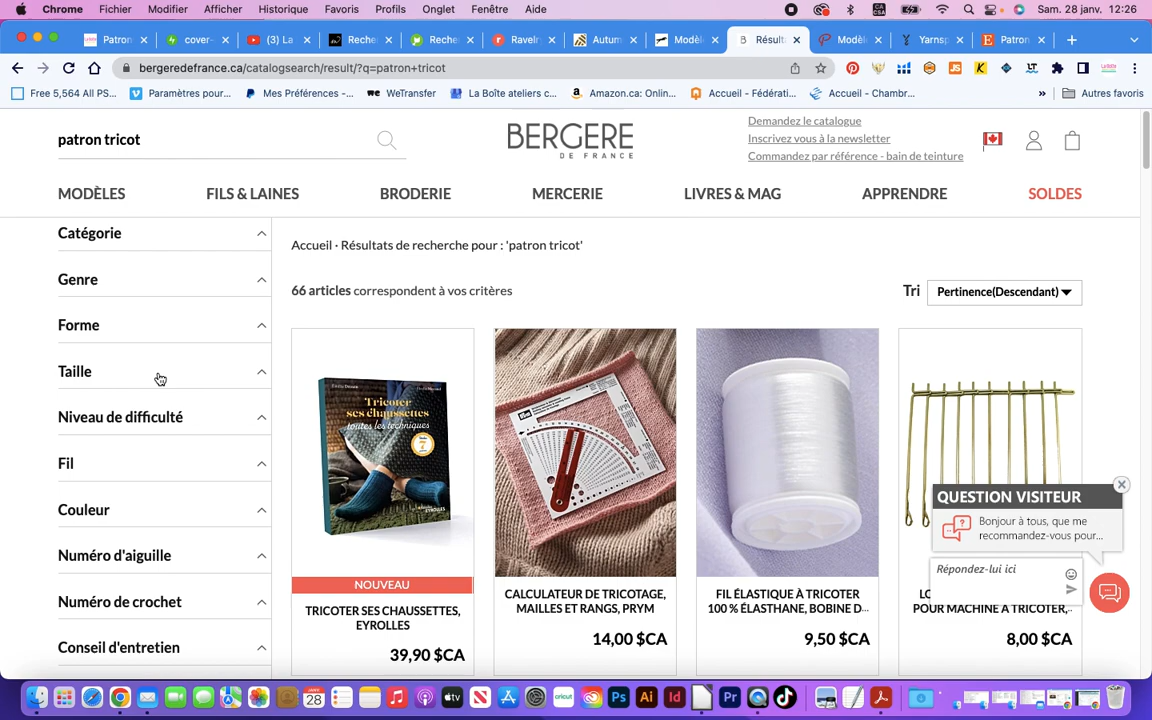 Chrome Fichier Modifier Afficher Historique Favoris Profils Onglet Fenêtre Aide
Sam. 28 janv. 12:26
Patron
cover-
(3) La
Reche
Reche
Ravelr
Autum
Modèl
Résult
Modèl
Yarnsp
Patron
bergeredefrance.ca/catalogsearch/result/?q=patron+tricot
Free 5,564 All PS...
Paramètres pour...
Mes Préférences -...
WeTransfer
La Boîte ateliers c...
Amazon.ca: Onlin...
Accueil - Fédérati...
Accueil - Chambr...
» Autres favoris
patron tricot
BERGERE
DE FRANCE
Demandez le catalogue
Inscrivez vous à la newsletter
Commandez par référence - bain de teinture
MODÈLES FILS & LAINES BRODERIE MERCERIE LIVRES & MAG APPRENDRE SOLDES
Catégorie
Genre
Forme
Taille
Niveau de difficulté
Fil
Couleur
Numéro d'aiguille
Numéro de crochet
Conseil d'entretien
Accueil · Résultats de recherche pour : 'patron tricot'
66 articles correspondent à vos critères
Tri Pertinence(Descendant)
Tricoter
ses chaussettes
toutes les techniques
EYROLLES
NOUVEAU
TRICOTER SES CHAUSSETTES,
EYROLLES
39,90 $CA
CALCULATEUR DE TRICOTAGE,
MAILLES ET RANGS, PRYM
14,00 $CA
FIL ÉLASTIQUE À TRICOTER
100 % ÉLASTHANE, BOBINE D...
9,50 $CA
POUR MACHINE A TRICOTER,...
8,00 $CA
QUESTION VISITEUR
Bonjour à tous, que me
recommandez-vous pour...
Répondez-lui ici